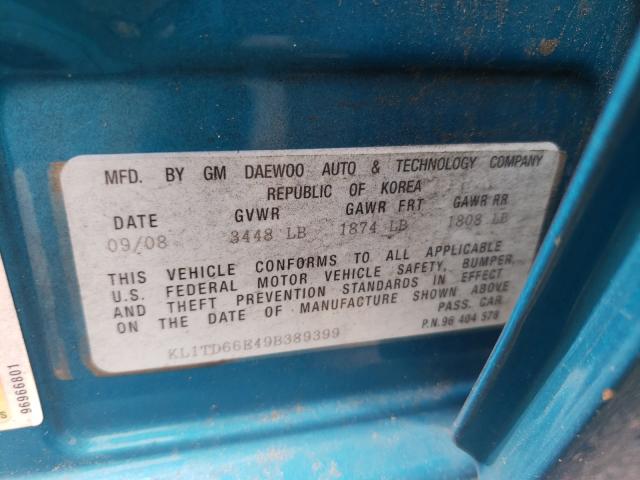 MFD. BY GM DAEWOO AUTO & TECHNOLOGY COMPANY
REPUBLIC OF KOREA
DATE GVWR GAWR FRT GAWR RR
09/08 3448 LB 1874 LB 1808 LB
THIS VEHICLE CONFORMS TO ALL APPLICABLE
U.S. FEDERAL MOTOR VEHICLE SAFETY, BUMPER,
AND THEFT PREVENTION STANDARDS IN EFFECT
ON THE DATE OF MANUFACTURE SHOWN ABOVE
PASS. CAR
KL1TD66E49B389399 P.N. 96 404 578
96966801
S